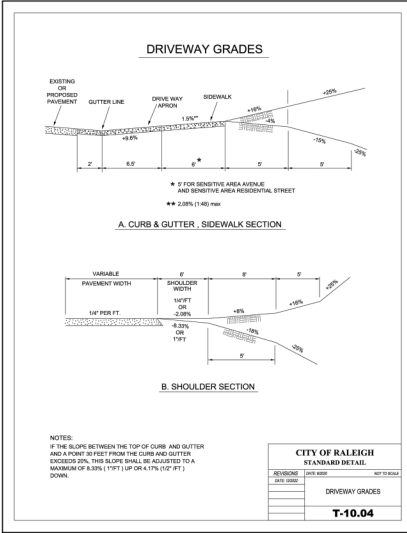 DRIVEWAY GRADES
EXISTING
OR
PROPOSED
PAVEMENT
GUTTER LINE
DRIVE WAY
APRON
SIDEWALK
+25%
+16%
1.5%**
-4%
+9.6%
-15%
-25%
2'
6.5'
6'
★
5'
5'
★ 5' FOR SENSITIVE AREA AVENUE
AND SENSITIVE AREA RESIDENTIAL STREET
★★ 2.08% (1:48) max
A. CURB & GUTTER , SIDEWALK SECTION
VARIABLE
6'
6'
5'
PAVEMENT WIDTH
SHOULDER
WIDTH
+25%
1/4"/FT
OR
-2.08%
+16%
1/4" PER FT.
+8%
-8.33%
OR
1"/FT
-25%
5'
B. SHOULDER SECTION
NOTES:
IF THE SLOPE BETWEEN THE TOP OF CURB AND GUTTER
AND A POINT 30 FEET FROM THE CURB AND GUTTER
EXCEEDS 20%, THIS SLOPE SHALL BE ADJUSTED TO A
MAXIMUM OF 8.33% ( 1"/FT ) UP OR 4.17% (1/2" /FT )
DOWN.
CITY OF RALEIGH
STANDARD DETAIL
REVISIONS
NOT TO SCALE
DRIVEWAY GRADES
T-10.04